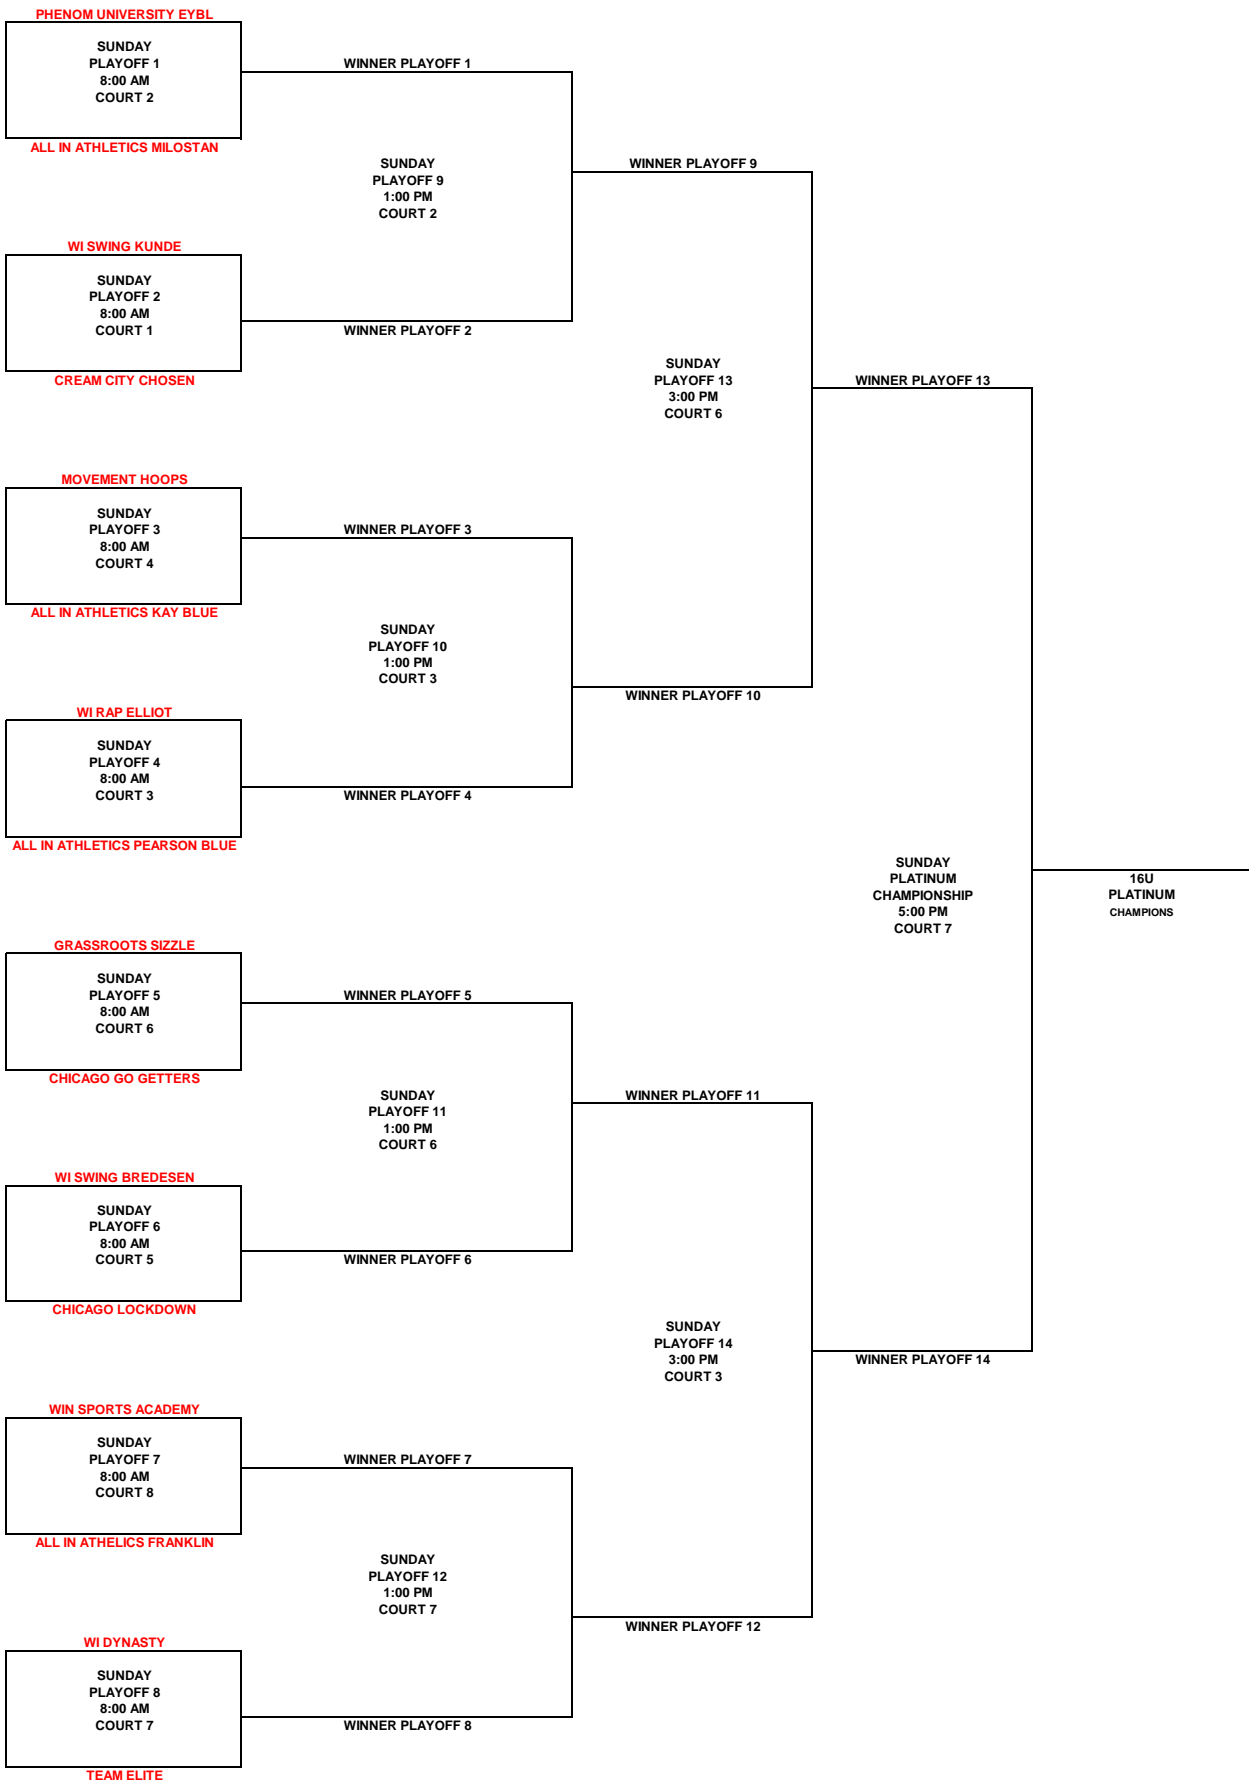 PHENOM UNIVERSITY EYBL
SUNDAY
PLAYOFF 1
8:00 AM
COURT 2
ALL IN ATHLETICS MILOSTAN
WINNER PLAYOFF 1
SUNDAY
PLAYOFF 9
1:00 PM
COURT 2
WINNER PLAYOFF 9
WI SWING KUNDE
SUNDAY
PLAYOFF 2
8:00 AM
COURT 1
CREAM CITY CHOSEN
WINNER PLAYOFF 2
SUNDAY
PLAYOFF 13
3:00 PM
COURT 6
WINNER PLAYOFF 13
MOVEMENT HOOPS
SUNDAY
PLAYOFF 3
8:00 AM
COURT 4
ALL IN ATHLETICS KAY BLUE
WINNER PLAYOFF 3
SUNDAY
PLAYOFF 10
1:00 PM
COURT 3
WINNER PLAYOFF 10
WI RAP ELLIOT
SUNDAY
PLAYOFF 4
8:00 AM
COURT 3
ALL IN ATHLETICS PEARSON BLUE
WINNER PLAYOFF 4
SUNDAY
PLATINUM
CHAMPIONSHIP
5:00 PM
COURT 7
16U
PLATINUM
CHAMPIONS
GRASSROOTS SIZZLE
SUNDAY
PLAYOFF 5
8:00 AM
COURT 6
CHICAGO GO GETTERS
WINNER PLAYOFF 5
SUNDAY
PLAYOFF 11
1:00 PM
COURT 6
WINNER PLAYOFF 11
WI SWING BREDESEN
SUNDAY
PLAYOFF 6
8:00 AM
COURT 5
CHICAGO LOCKDOWN
WINNER PLAYOFF 6
SUNDAY
PLAYOFF 14
3:00 PM
COURT 3
WINNER PLAYOFF 14
WIN SPORTS ACADEMY
SUNDAY
PLAYOFF 7
8:00 AM
COURT 8
ALL IN ATHELICS FRANKLIN
WINNER PLAYOFF 7
SUNDAY
PLAYOFF 12
1:00 PM
COURT 7
WINNER PLAYOFF 12
WI DYNASTY
SUNDAY
PLAYOFF 8
8:00 AM
COURT 7
TEAM ELITE
WINNER PLAYOFF 8